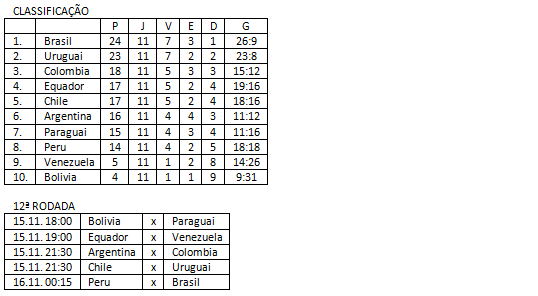 CLASSIFICAÇÃO
P J V E D G
1. Brasil 24 11 7 3 1 26:9
2. Uruguai 23 11 7 2 2 23:8
3. Colombia 18 11 5 3 3 15:12
4. Equador 17 11 5 2 4 19:16
5. Chile 17 11 5 2 4 18:16
6. Argentina 16 11 4 4 3 11:12
7. Paraguai 15 11 4 3 4 11:16
8. Peru 14 11 4 2 5 18:18
9. Venezuela 5 11 1 2 8 14:26
10. Bolivia 4 11 1 1 9 9:31
12ª RODADA
15.11. 18:00 Bolivia x Paraguai
15.11. 19:00 Equador x Venezuela
15.11. 21:30 Argentina x Colombia
15.11. 21:30 Chile x Uruguai
16.11. 00:15 Peru x Brasil